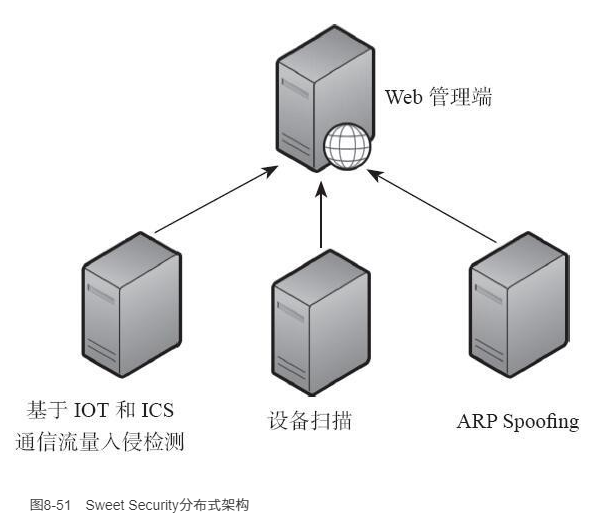 Web 管理端
基于 IOT 和 ICS
通信流量入侵检测
设备扫描
ARP Spoofing
图8-51 Sweet Security分布式架构